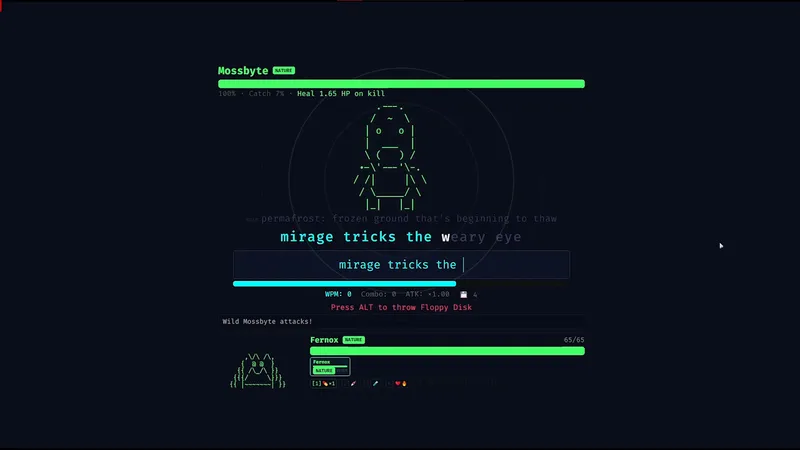 Mossbyte NATURE
100% · Catch 7% · Heal 1.65 HP on kill
permafrost: frozen ground that's beginning to thaw
mirage tricks the weary eye
mirage tricks the
WPM: 0 Combo: 0 ATK: ×1.00 4
Press ALT to throw Floppy Disk
Wild Mossbyte attacks!
Fernox NATURE 65/65
Fernox
NATURE
[1] ×1